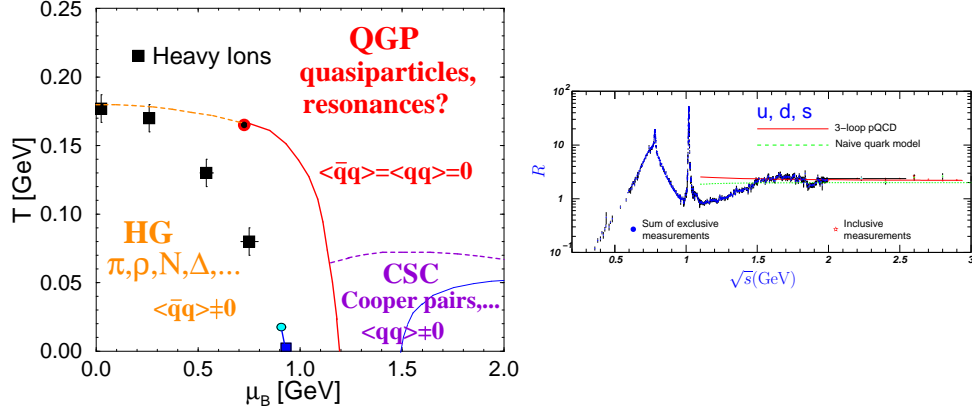 0.25
0.20
0.15
0.10
0.05
0.00
T [GeV]
0.0
0.5
1.0
1.5
2.0
μB [GeV]
Heavy Ions
QGP
quasiparticles,
resonances?
<q̄q>=<qq>=0
HG
π,ρ,N,Δ,...
<q̄q>≠0
CSC
Cooper pairs,...
<qq>≠0
10²
10
1
10⁻¹
R
u, d, s
3-loop pQCD
Naive quark model
Sum of exclusive
measurements
Inclusive
measurements
0.5
1
1.5
2
2.5
3
√s(GeV)